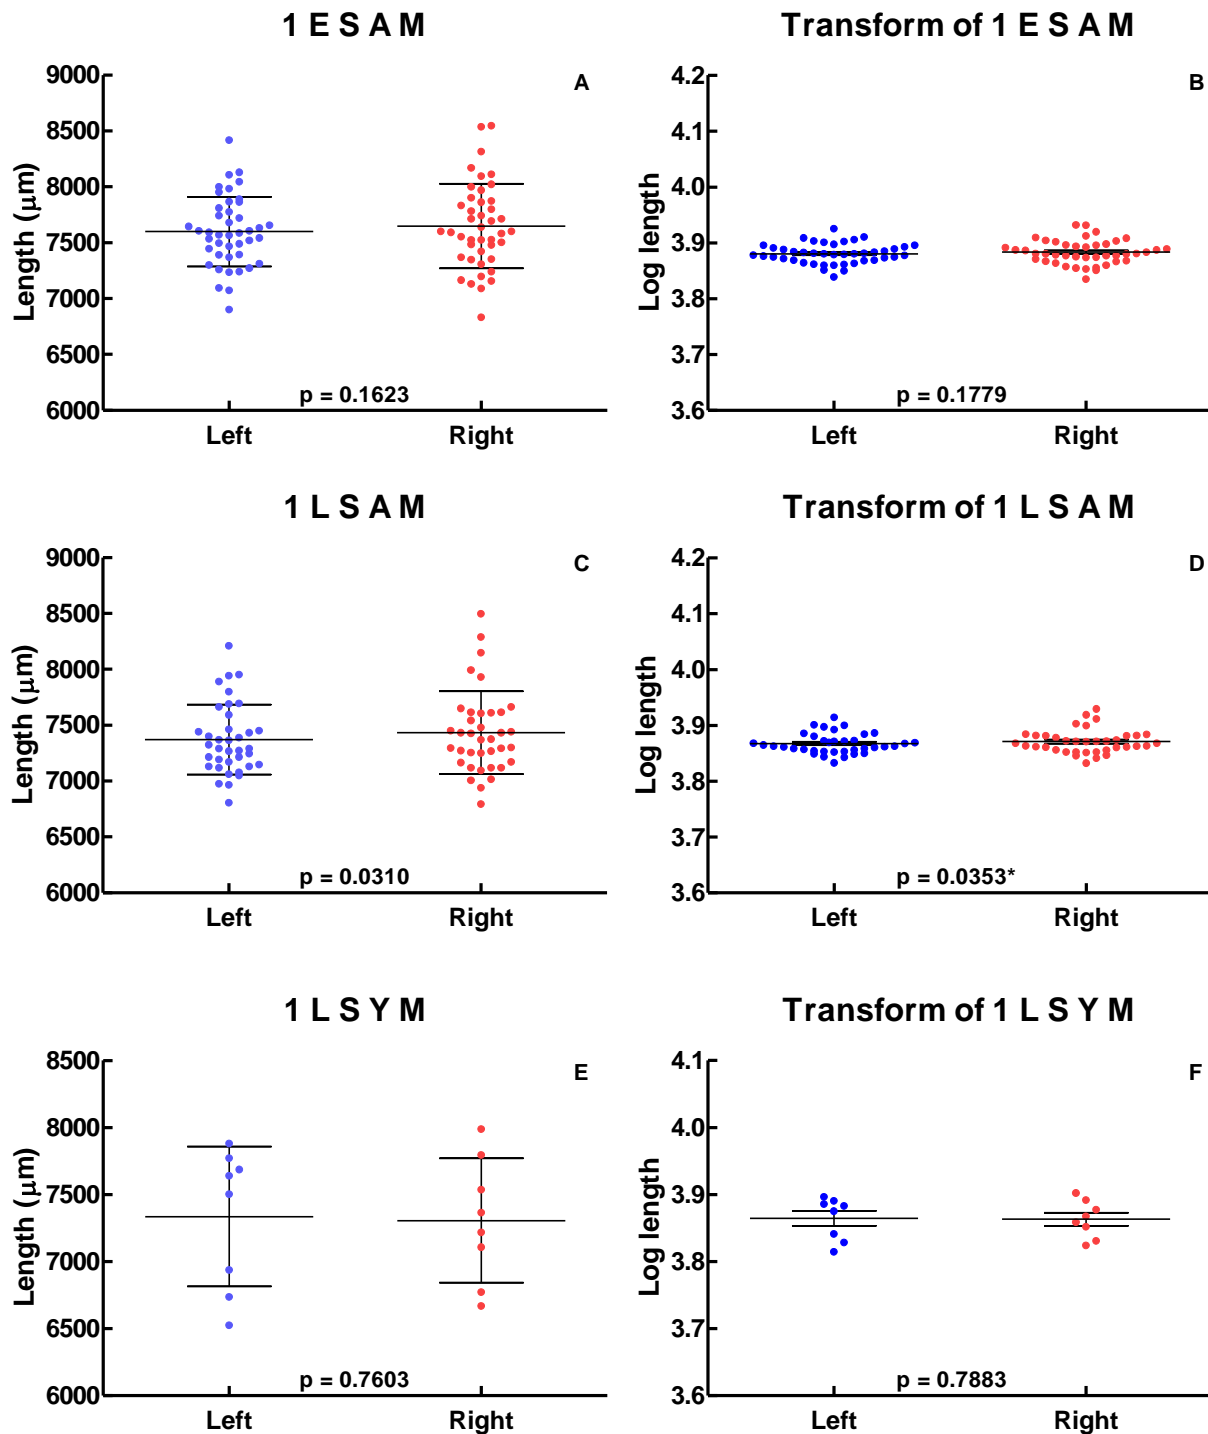 1 E S A M
A
9000
8500
8000
7500
7000
6500
6000
Length (μm)
p = 0.1623
Left
Right
Transform of 1 E S A M
B
4.2
4.1
4.0
3.9
3.8
3.7
3.6
Log length
p = 0.1779
Left
Right
1 L S A M
C
9000
8500
8000
7500
7000
6500
6000
Length (μm)
p = 0.0310
Left
Right
Transform of 1 L S A M
D
4.2
4.1
4.0
3.9
3.8
3.7
3.6
Log length
p = 0.0353*
Left
Right
1 L S Y M
E
8500
8000
7500
7000
6500
6000
Length (μm)
p = 0.7603
Left
Right
Transform of 1 L S Y M
F
4.1
4.0
3.9
3.8
3.7
3.6
Log length
p = 0.7883
Left
Right